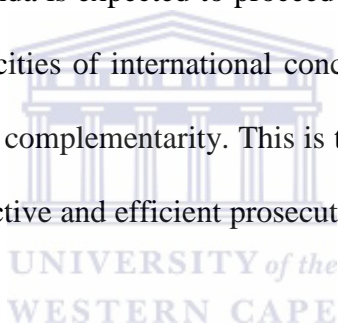 is expected to proceed
cities of international conc
complementarity. This is t
ctive and efficient prosecut
UNIVERSITY of the
WESTERN CAPE